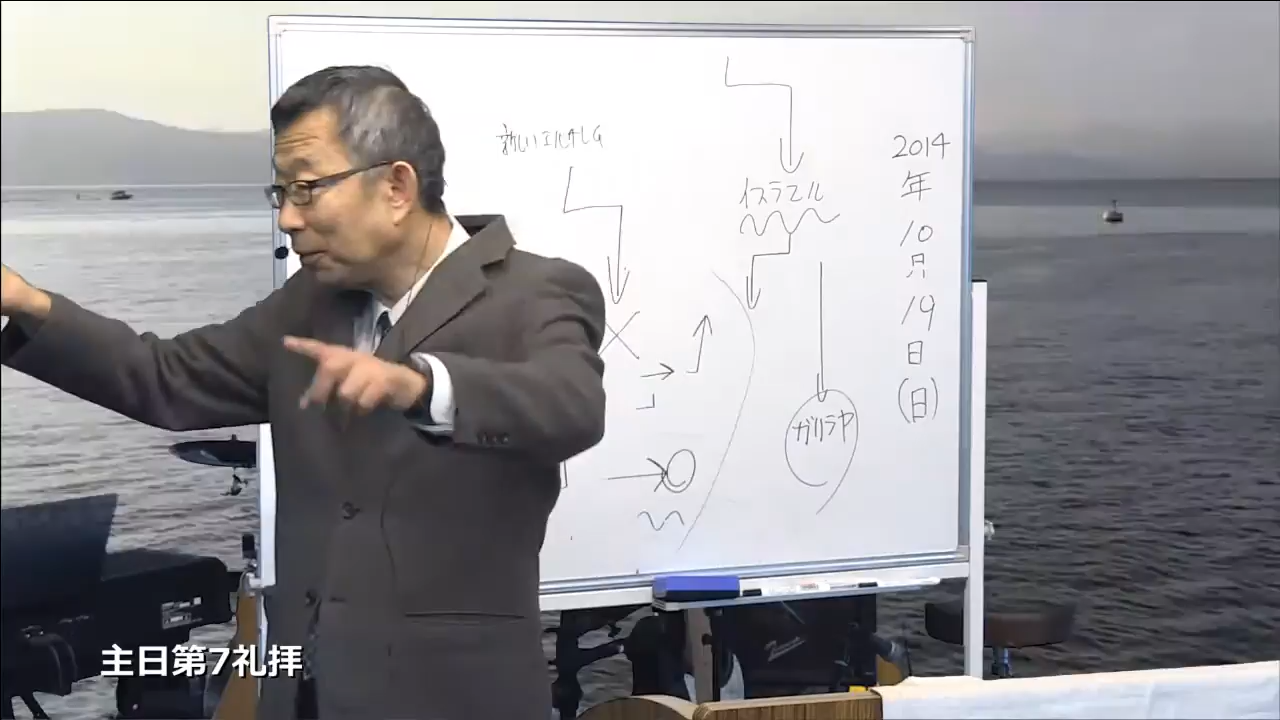 新しいエルサレム
イスラエル
ガリラヤ
2014
年
10
月
19
日
(日)
主日第7礼拝